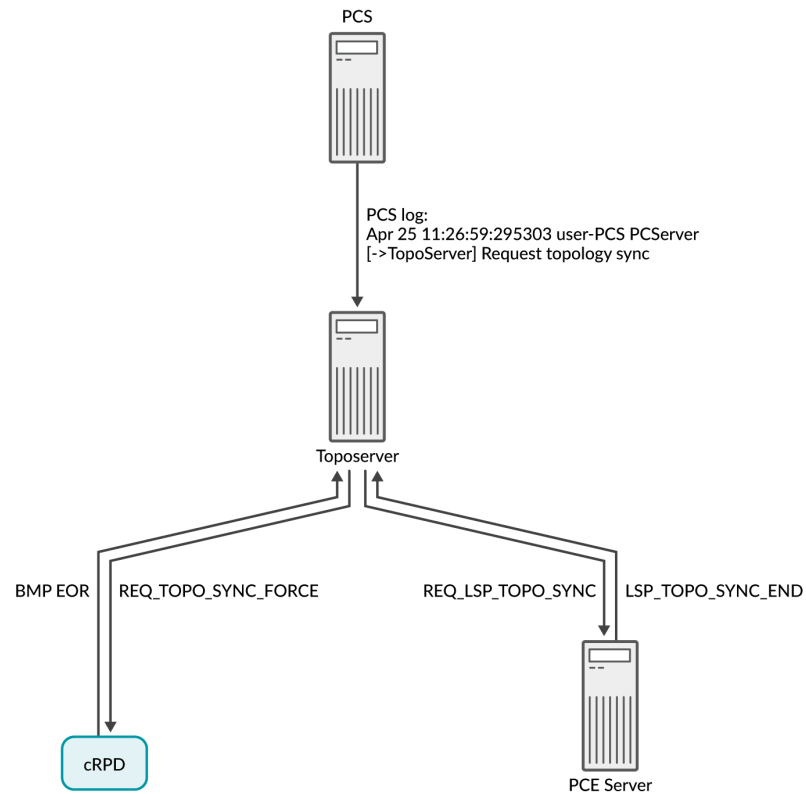 PCS
PCS log:
Apr 25 11:26:59:295303 user-PCS PCServer
[->TopoServer] Request topology sync
Toposerver
BMP EOR
REQ_TOPO_SYNC_FORCE
REQ_LSP_TOPO_SYNC
LSP_TOPO_SYNC_END
cRPD
PCE Server